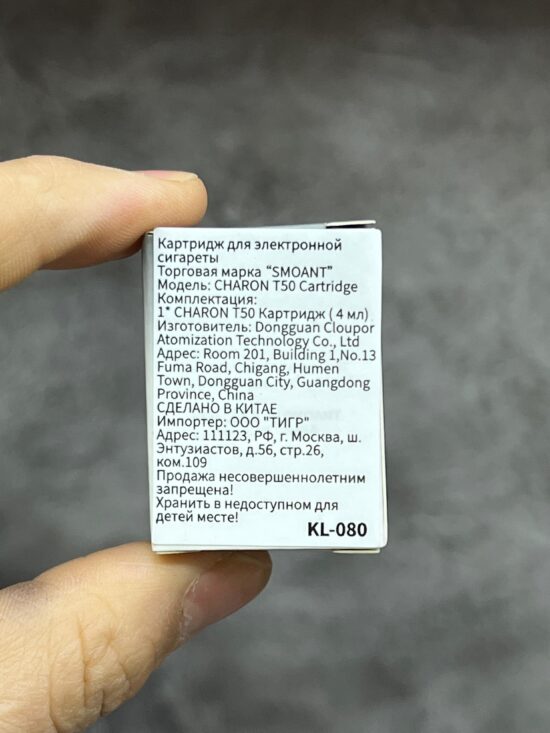 Картридж для электронной
сигареты
Торговая марка “SMOANT”
Модель: CHARON T50 Cartridge
Комплектация:
1* CHARON T50 Картридж ( 4 мл)
Изготовитель: Dongguan Cloupor
Atomization Technology Co., Ltd
Адрес: Room 201, Building 1,No.13
Fuma Road, Chigang, Humen
Town, Dongguan City, Guangdong
Province, China
СДЕЛАНО В КИТАЕ
Импортер: ООО "ТИГР"
Адрес: 111123, РФ, г. Москва, ш.
Энтузиастов, д.56, стр.26,
ком.109
Продажа несовершеннолетним
запрещена!
Хранить в недоступном для
детей месте!
KL-080